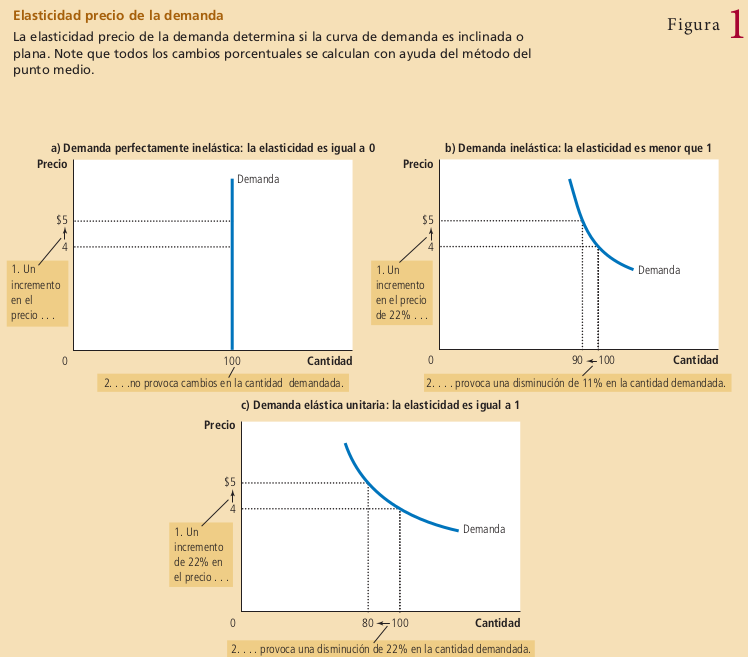 Elasticidad precio de la demanda
Figura 1
La elasticidad precio de la demanda determina si la curva de demanda es inclinada o
plana. Note que todos los cambios porcentuales se calculan con ayuda del método del
punto medio.
a) Demanda perfectamente inelástica: la elasticidad es igual a 0
Precio
Demanda
$5
4
1. Un
incremento
en el
precio . . .
0
100
Cantidad
2. . . .no provoca cambios en la cantidad demandada.
b) Demanda inelástica: la elasticidad es menor que 1
Precio
$5
4
1. Un
incremento
en el precio
de 22% . . .
Demanda
0
90
100
Cantidad
2. . . . provoca una disminución de 11% en la cantidad demandada.
c) Demanda elástica unitaria: la elasticidad es igual a 1
Precio
$5
4
1. Un
incremento
de 22% en
el precio . . .
Demanda
0
80
100
Cantidad
2. . . . provoca una disminución de 22% en la cantidad demandada.